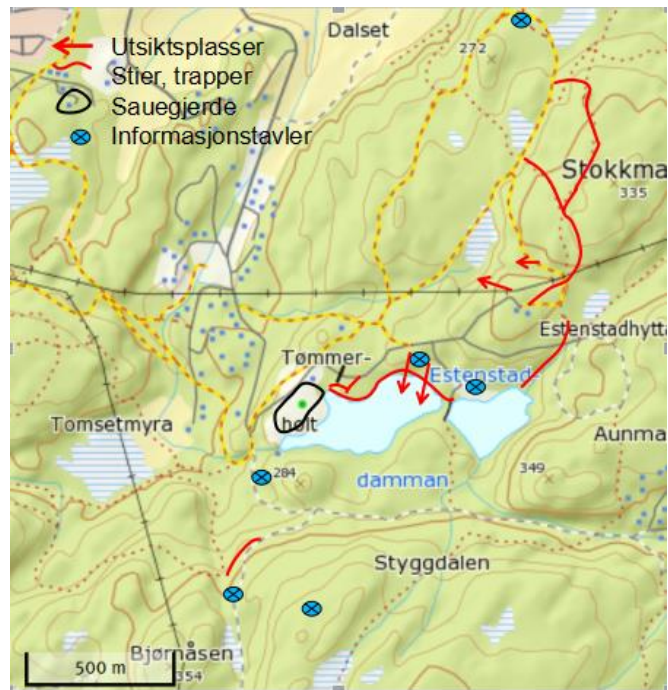 Dalset
272
Utsiktsplasser
Stier, trapper
Sauegjerde
Informasjonstavler
Stokkma
335
Estenstadhytta
Tømmer-
Estenstad-
holt
Tomsetmyra
Aunma
284
349
damman
Styggdalen
Bjørnåsen
354
500 m